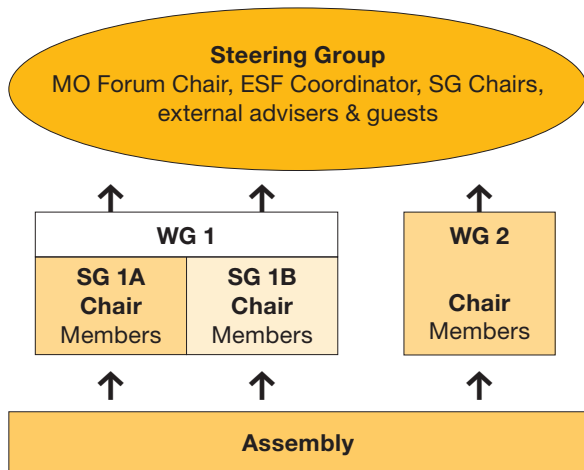 Steering Group
MO Forum Chair, ESF Coordinator, SG Chairs,
external advisers & guests
WG 1
SG 1A
Chair
Members
SG 1B
Chair
Members
WG 2
Chair
Members
Assembly